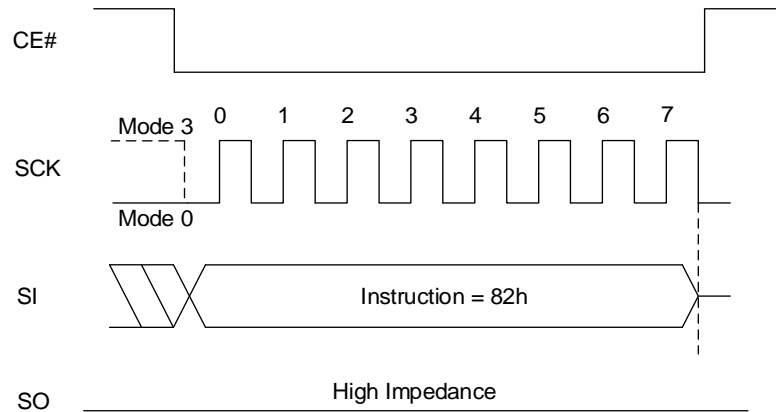 CE#
0 1 2 3 4 5 6 7
Mode 3
SCK
Mode 0
SI
Instruction = 82h
High Impedance
SO